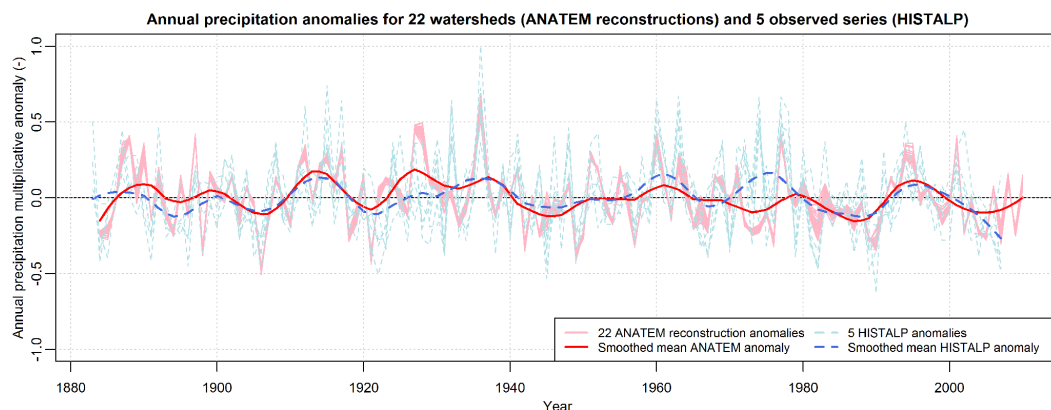 Annual precipitation anomalies for 22 watersheds (ANATEM reconstructions) and 5 observed series (HISTALP)
Annual precipitation multiplicative anomaly (-)
1.0
0.5
0.0
-0.5
-1.0
22 ANATEM reconstruction anomalies
5 HISTALP anomalies
Smoothed mean ANATEM anomaly
Smoothed mean HISTALP anomaly
1880
1900
1920
1940
1960
1980
2000
Year